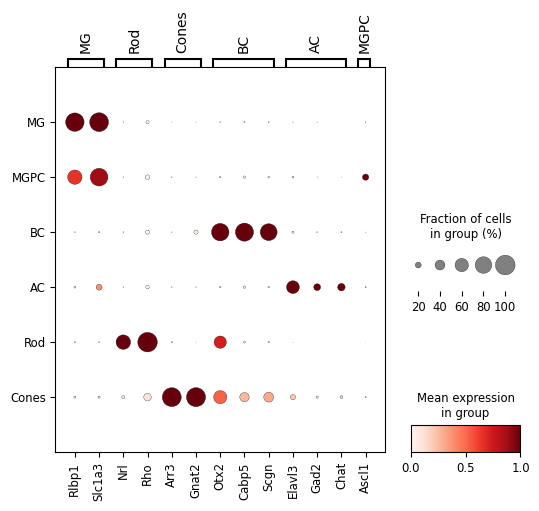 MG Rod Cones BC AC MGPC
MG
MGPC
BC
AC
Rod
Cones
Rlbp1 Slc1a3 Nrl Rho Arr3 Gnat2 Otx2 Cabp5 Scgn Elavl3 Gad2 Chat Ascl1
Fraction of cells
in group (%)
20 40 60 80 100
Mean expression
in group
0.0 0.5 1.0